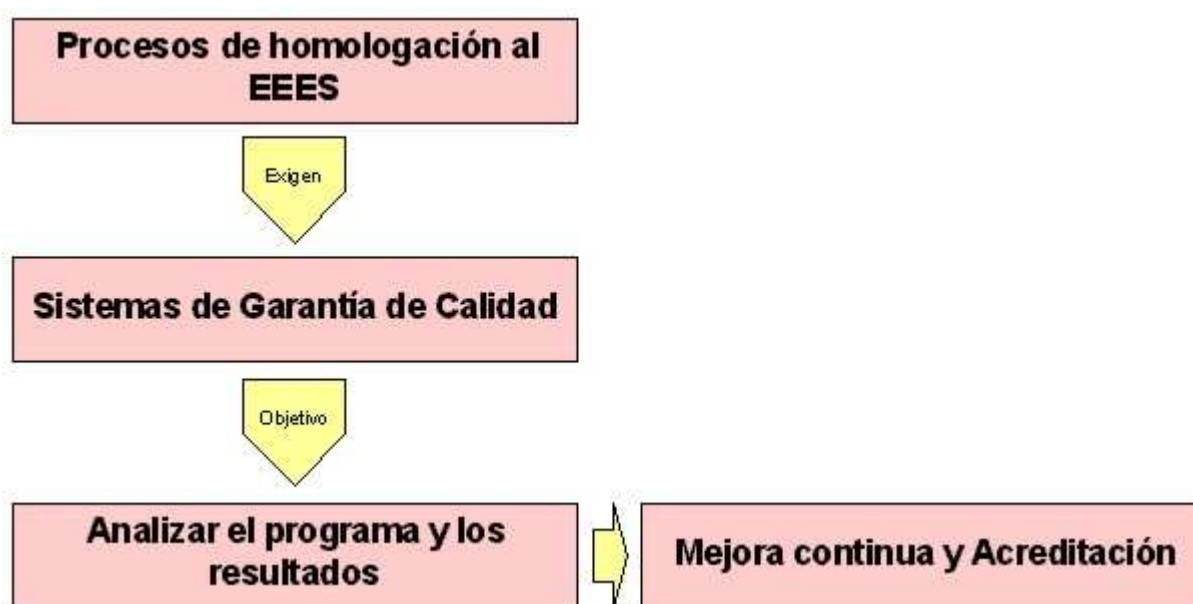 Procesos de homologación al
EEES
Exigen
Sistemas de Garantía de Calidad
Objetivo
Analizar el programa y los
resultados
Mejora continua y Acreditación